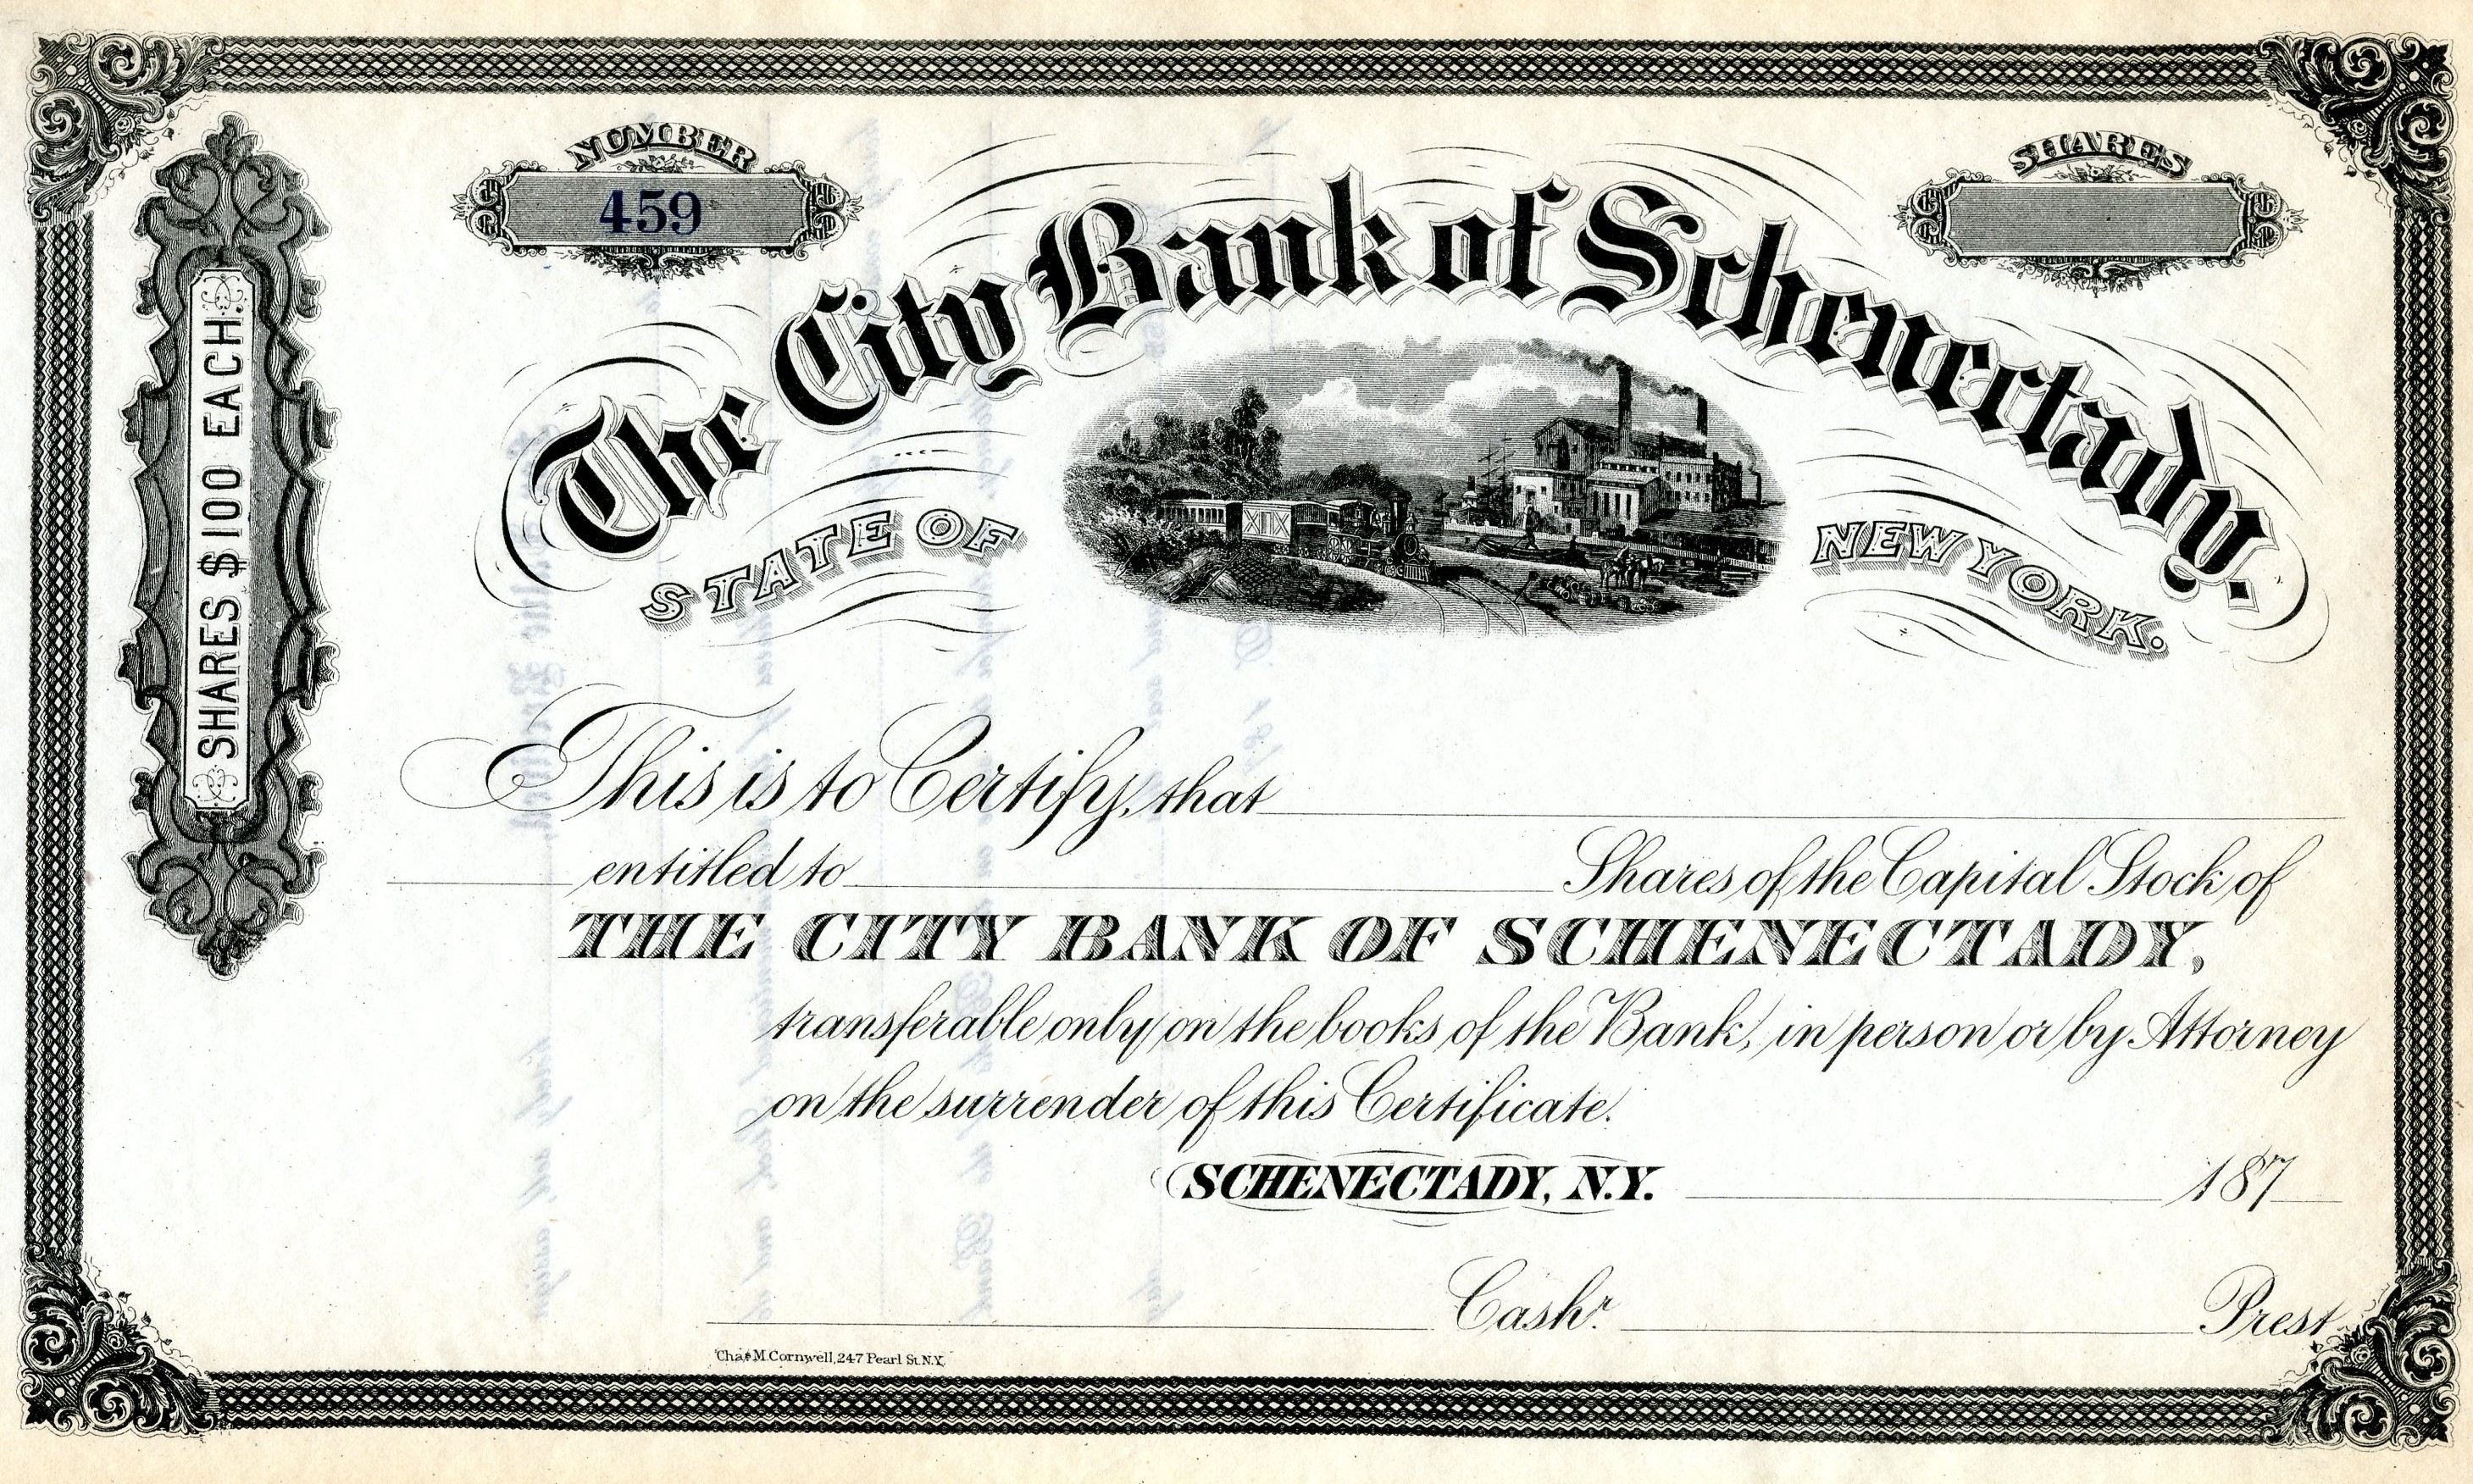 NUMBER
459
SHARES
SHARES $100 EACH.
The City Bank of Schenectady.
STATE OF NEW YORK.
This is to Certify, that
entitled to Shares of the Capital Stock of
THE CITY BANK OF SCHENECTADY,
transferable only on the books of the Bank, in person or by Attorney
on the surrender of this Certificate.
SCHENECTADY, N.Y. 187
Cashr. Prest.
Chas M. Cornwell, 247 Pearl St. N.Y.